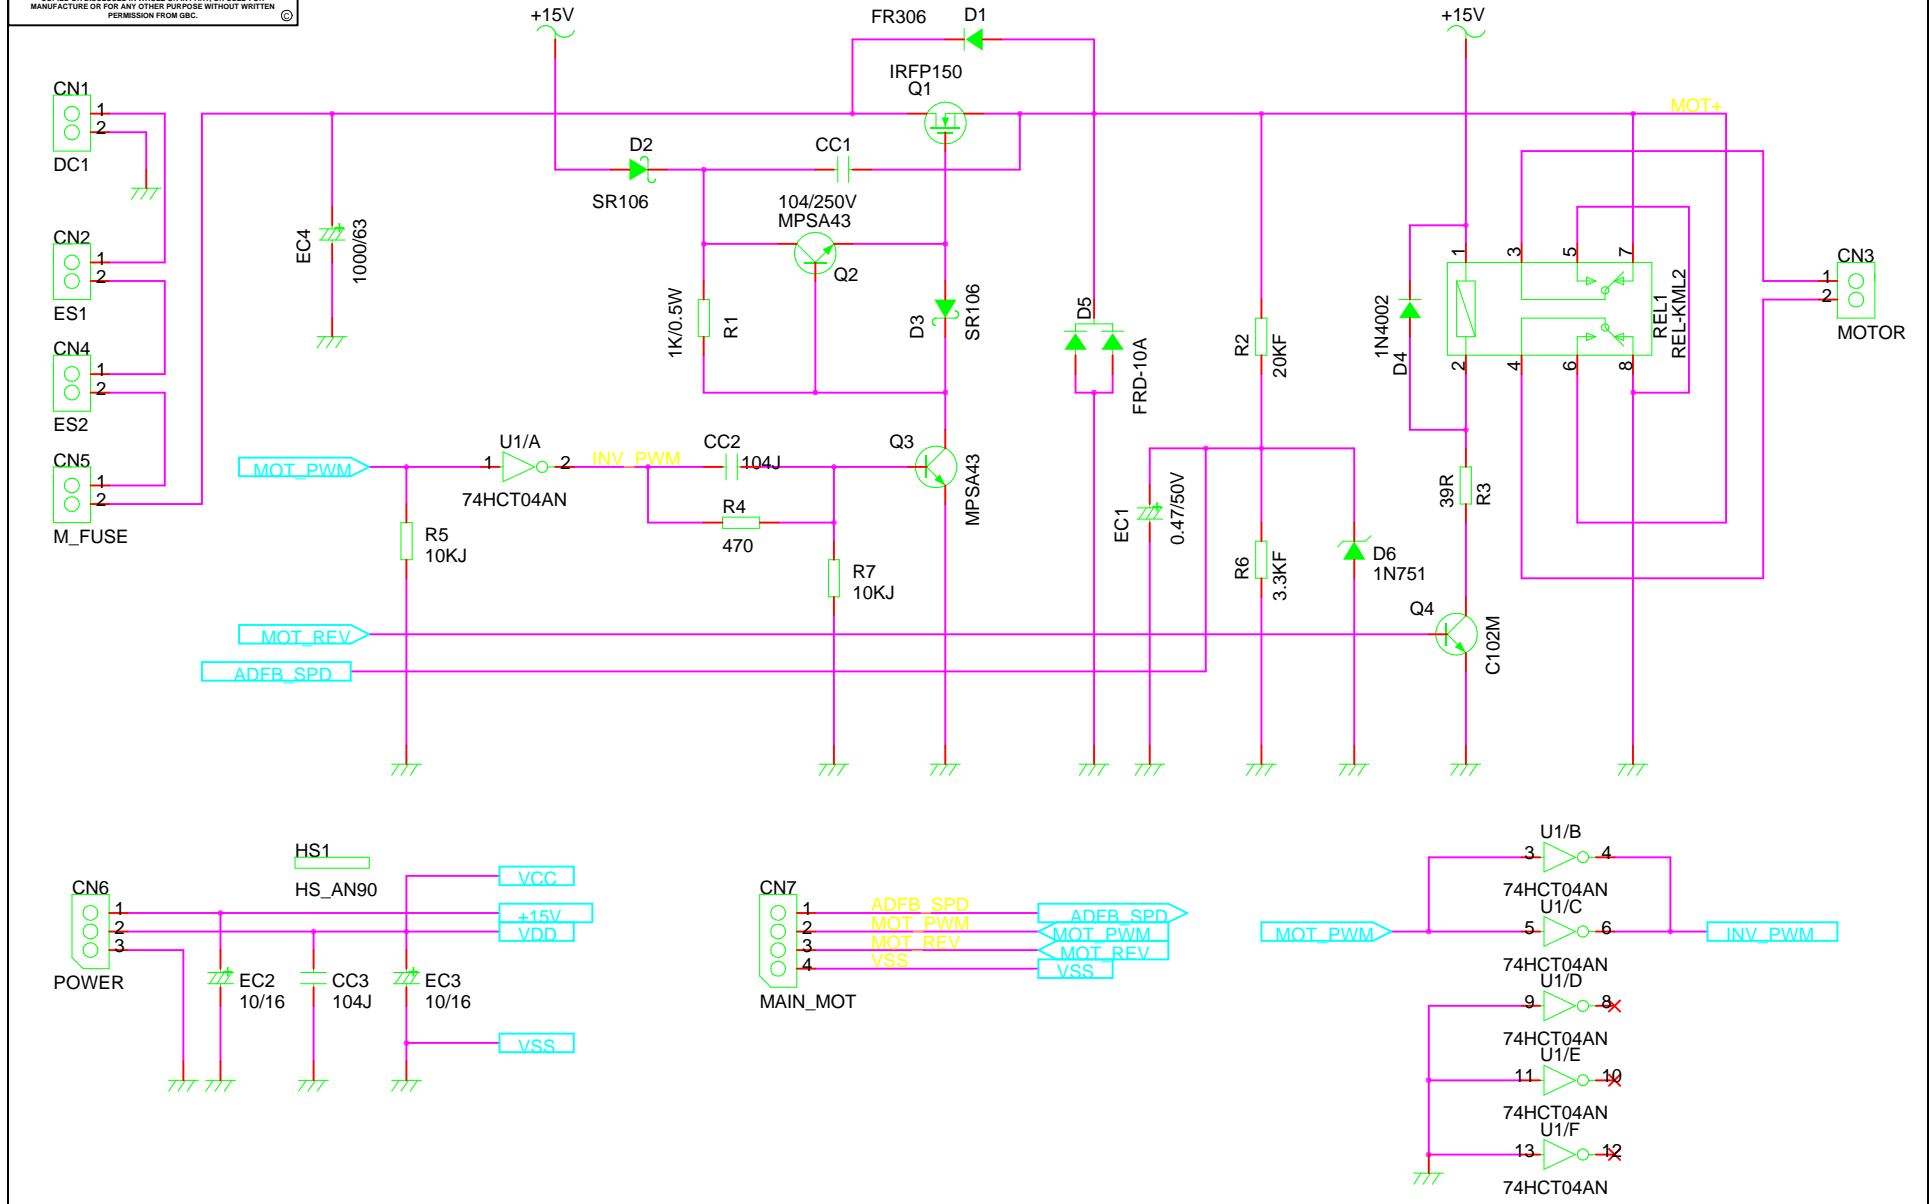 MANUFACTURE OR FOR ANY OTHER PURPOSE WITHOUT WRITTEN
PERMISSION FROM GBC. ©
+15V
FR306
D1
+15V
IRFP150
Q1
MOT+
CN1
1
2
DC1
D2
SR106
CC1
104/250V
MPSA43
Q2
EC4
1000/63
CN2
1
2
ES1
1K/0.5W
R1
D3
SR106
D5
FRD-10A
R2
20KF
1N4002
D4
1
3
5
7
2
4
6
8
REL1
REL-KML2
CN3
1
2
MOTOR
CN4
1
2
ES2
CN5
1
2
M_FUSE
MOT_PWM
U1/A
1
2
74HCT04AN
INV_PWM
CC2
104J
R4
470
Q3
MPSA43
R5
10KJ
R7
10KJ
EC1
0.47/50V
R6
3.3KF
D6
1N751
39R
R3
Q4
C102M
MOT_REV
ADFB_SPD
HS1
HS_AN90
CN6
1
2
3
POWER
VCC
+15V
VDD
EC2
10/16
CC3
104J
EC3
10/16
VSS
CN7
1
2
3
4
MAIN_MOT
ADFB_SPD
MOT_PWM
MOT_REV
VSS
ADFB_SPD
MOT_PWM
MOT_REV
VSS
U1/B
3
4
74HCT04AN
U1/C
MOT_PWM
5
6
INV_PWM
74HCT04AN
U1/D
9
8
74HCT04AN
U1/E
11
10
74HCT04AN
U1/F
13
12
74HCT04AN